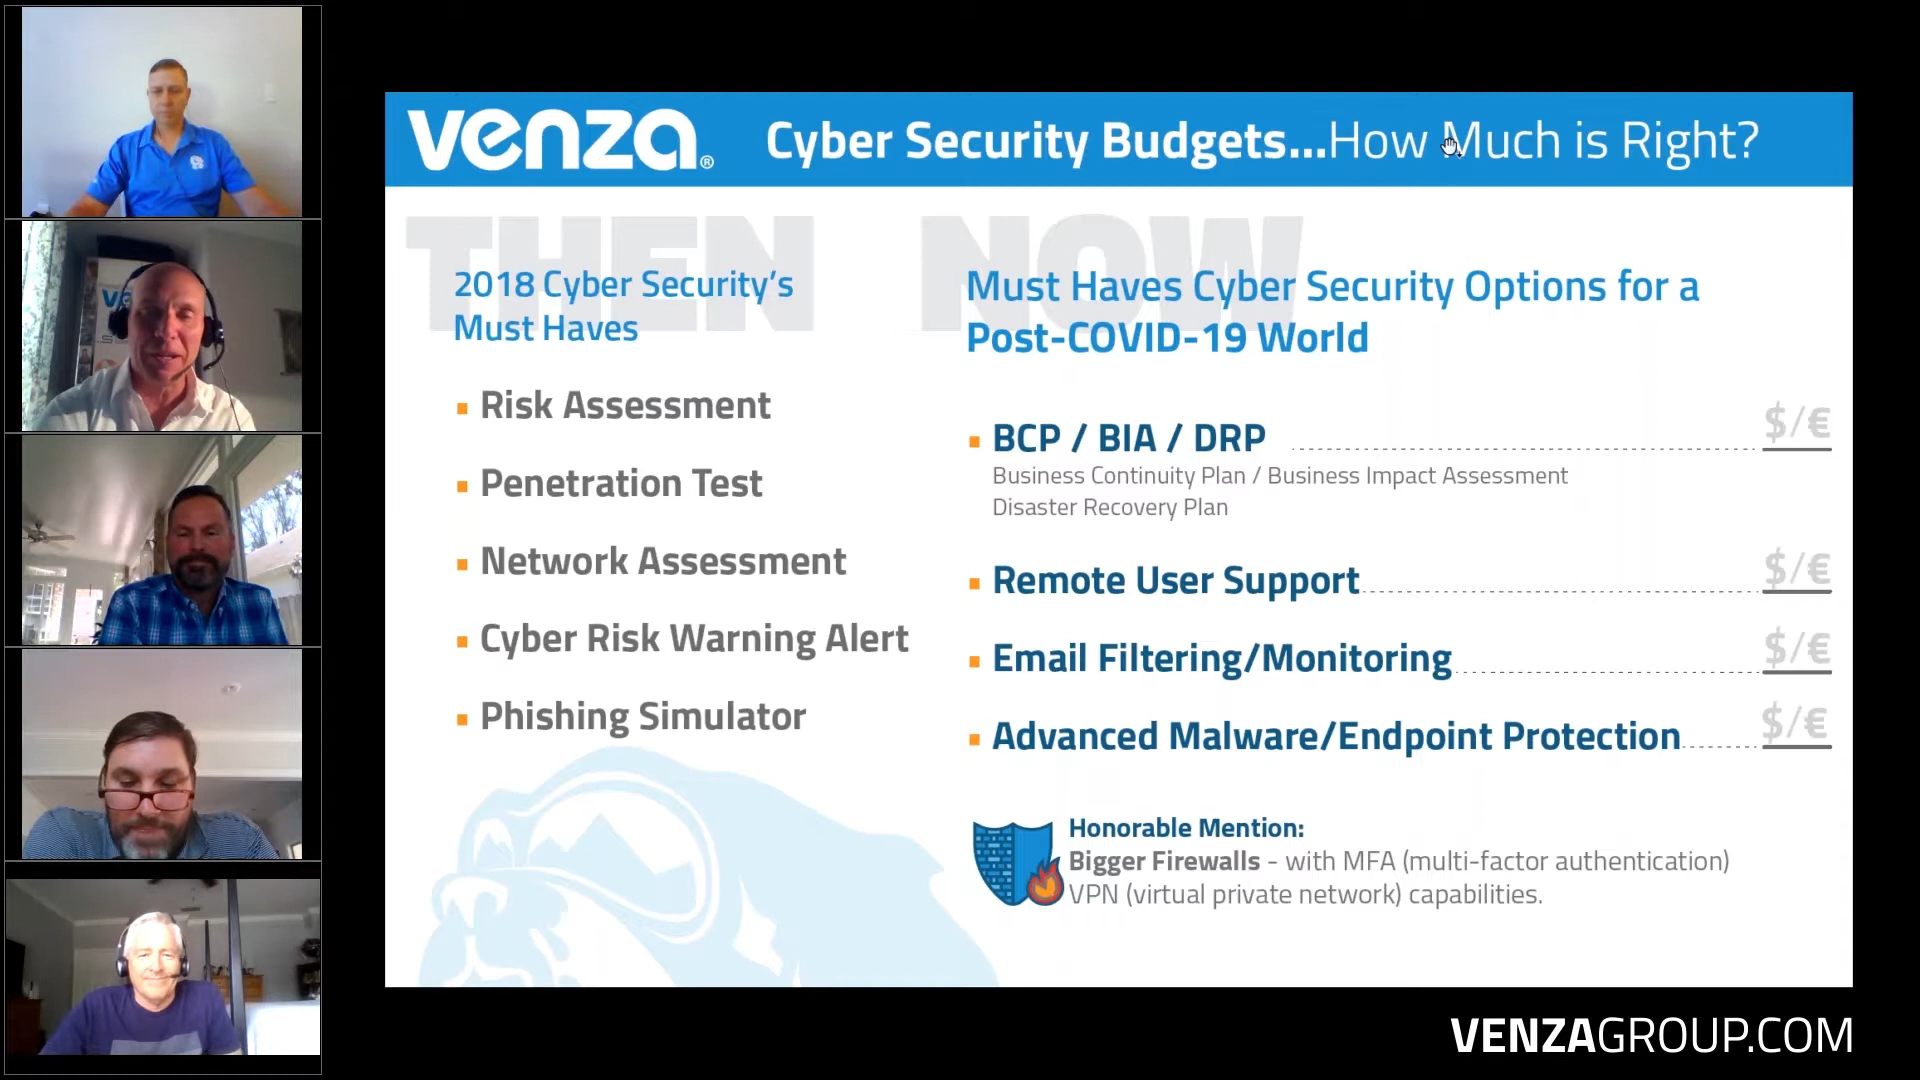 venza®
Cyber Security Budgets...How Much is Right?
THEN
2018 Cyber Security's
Must Haves
Risk Assessment
Penetration Test
Network Assessment
Cyber Risk Warning Alert
Phishing Simulator
NOW
Must Haves Cyber Security Options for a
Post-COVID-19 World
BCP / BIA / DRP $/€
Business Continuity Plan / Business Impact Assessment
Disaster Recovery Plan
Remote User Support $/€
Email Filtering/Monitoring $/€
Advanced Malware/Endpoint Protection $/€
Honorable Mention:
Bigger Firewalls - with MFA (multi-factor authentication)
VPN (virtual private network) capabilities.
VENZAGROUP.COM